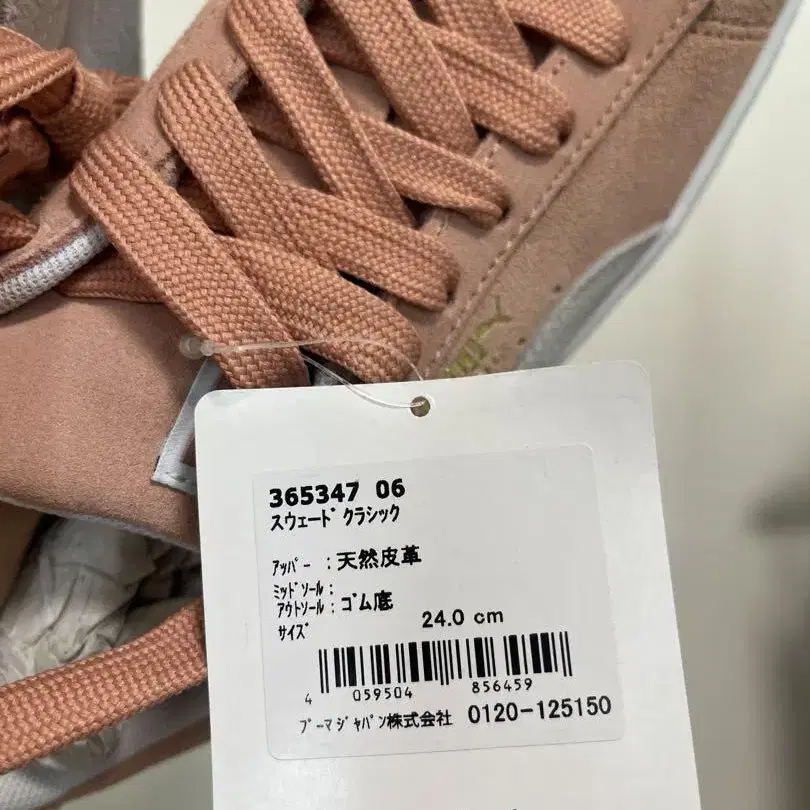 365347 06
ｽｳｪｰﾄﾞｸﾗｼｯｸ
ｱｯﾊﾟｰ : 天然皮革
ﾐｯﾄﾞｿｰﾙ :
ｱｳﾄｿｰﾙ : ｺﾞﾑ底
ｻｲｽﾞ 24.0 cm
4 059504 856459
ﾌﾟｰﾏｼﾞｬﾊﾟﾝ株式会社 0120-125150